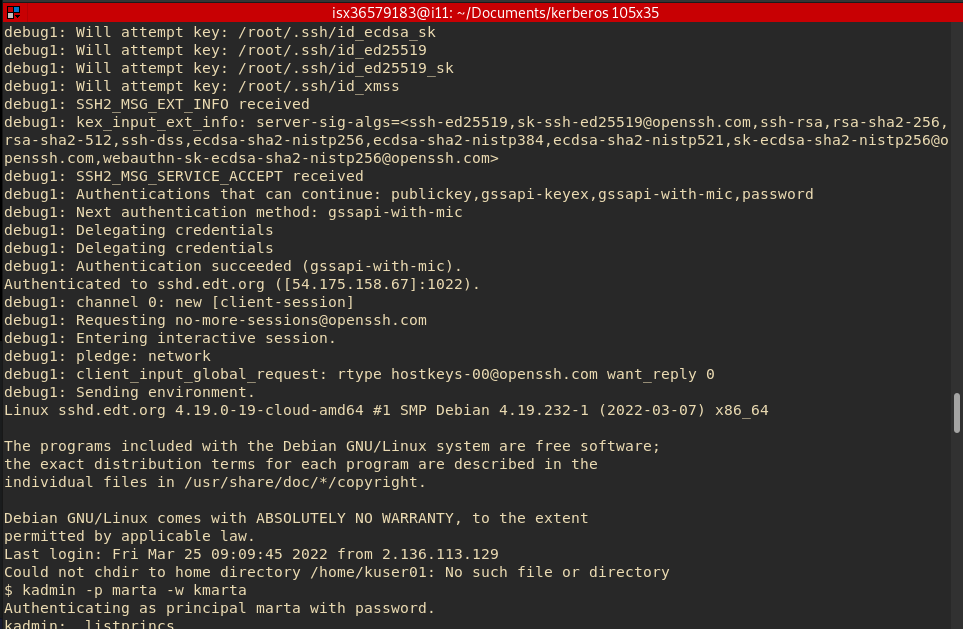 isx36579183@i11: ~/Documents/kerberos 105x35
debug1: Will attempt key: /root/.ssh/id_ecdsa_sk
debug1: Will attempt key: /root/.ssh/id_ed25519
debug1: Will attempt key: /root/.ssh/id_ed25519_sk
debug1: Will attempt key: /root/.ssh/id_xmss
debug1: SSH2_MSG_EXT_INFO received
debug1: kex_input_ext_info: server-sig-algs=<ssh-ed25519,sk-ssh-ed25519@openssh.com,ssh-rsa,rsa-sha2-256,
rsa-sha2-512,ssh-dss,ecdsa-sha2-nistp256,ecdsa-sha2-nistp384,ecdsa-sha2-nistp521,sk-ecdsa-sha2-nistp256@o
penssh.com,webauthn-sk-ecdsa-sha2-nistp256@openssh.com>
debug1: SSH2_MSG_SERVICE_ACCEPT received
debug1: Authentications that can continue: publickey,gssapi-keyex,gssapi-with-mic,password
debug1: Next authentication method: gssapi-with-mic
debug1: Delegating credentials
debug1: Delegating credentials
debug1: Authentication succeeded (gssapi-with-mic).
Authenticated to sshd.edt.org ([54.175.158.67]:1022).
debug1: channel 0: new [client-session]
debug1: Requesting no-more-sessions@openssh.com
debug1: Entering interactive session.
debug1: pledge: network
debug1: client_input_global_request: rtype hostkeys-00@openssh.com want_reply 0
debug1: Sending environment.
Linux sshd.edt.org 4.19.0-19-cloud-amd64 #1 SMP Debian 4.19.232-1 (2022-03-07) x86_64
The programs included with the Debian GNU/Linux system are free software;
the exact distribution terms for each program are described in the
individual files in /usr/share/doc/*/copyright.
Debian GNU/Linux comes with ABSOLUTELY NO WARRANTY, to the extent
permitted by applicable law.
Last login: Fri Mar 25 09:09:45 2022 from 2.136.113.129
Could not chdir to home directory /home/kuser01: No such file or directory
$ kadmin -p marta -w kmarta
Authenticating as principal marta with password.
kadmin:  listprincs